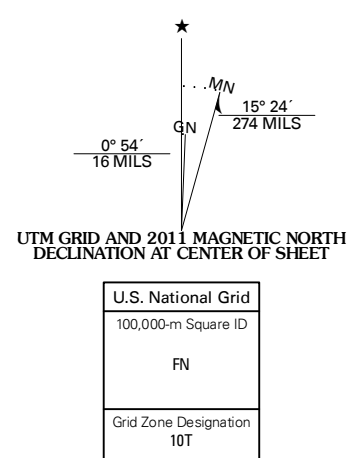 ★
MN
GN
15° 24´
274 MILS
0° 54´
16 MILS
UTM GRID AND 2011 MAGNETIC NORTH
DECLINATION AT CENTER OF SHEET
U.S. National Grid
100,000-m Square ID
FN
Grid Zone Designation
10T